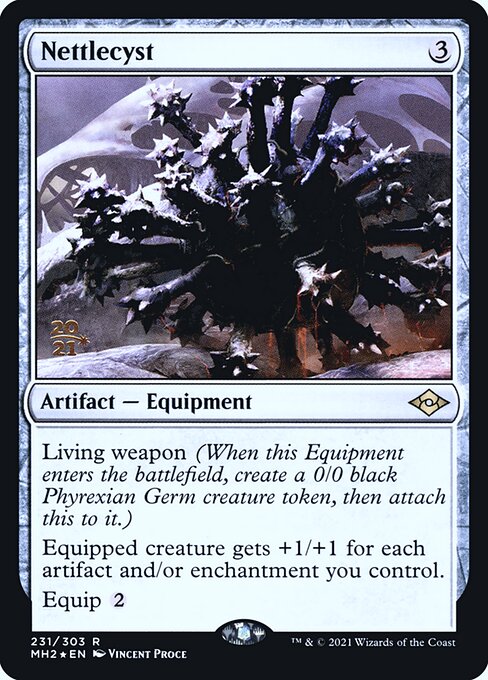 Nettlecyst 3
20
21
Artifact — Equipment
Living weapon (When this Equipment
enters the battlefield, create a 0/0 black
Phyrexian Germ creature token, then attach
this to it.)
Equipped creature gets +1/+1 for each
artifact and/or enchantment you control.
Equip 2
231/303 R
MH2★EN Vincent Proce
™ & © 2021 Wizards of the Coast